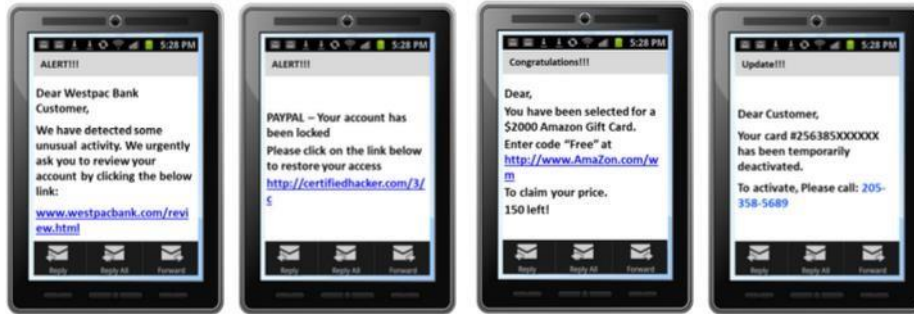 5:28 PM
ALERT!!!
Dear Westpac Bank
Customer,
We have detected some
unusual activity. We urgently
ask you to review your
account by clicking the below
link:
www.westpacbank.com/revi
ew.html
Reply
Reply All
Forward
5:28 PM
ALERT!!!
PAYPAL – Your account has
been locked
Please click on the link below
to restore your access
http://certifiedhacker.com/3/
c
Reply
Reply All
Forward
5:28 PM
Congratulations!!!
Dear,
You have been selected for a
$2000 Amazon Gift Card.
Enter code “Free” at
http://www.AmaZon.com/w
m
To claim your price.
150 left!
Reply
Reply All
Forward
5:28 PM
Update!!!
Dear Customer,
Your card #256385XXXXXX
has been temporarily
deactivated.
To activate, Please call: 205-
358-5689
Reply
Reply All
Forward